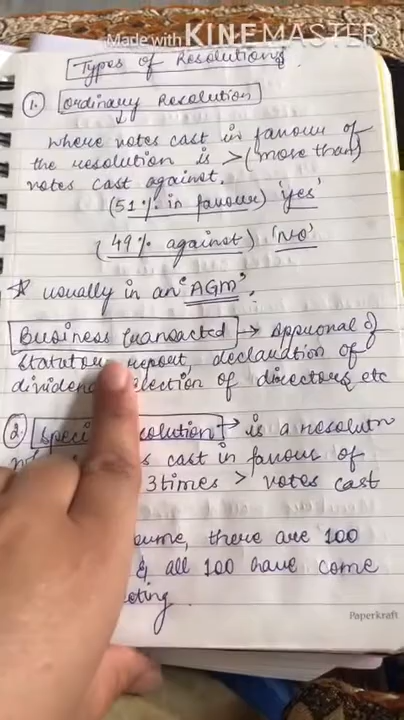 Made with KINEMASTER
Types of Resolutions
1. Ordinary Resolution
where votes cast in favour of
the resolution is > (more than)
votes cast against.
(51% in favour) 'Yes'
(49% against) 'No'
* usually in an "AGM".
Business transacted → Approval of
statutory report declaration of
dividend election of directors etc
2. Special Resolution → is a resolutn
cast in favour of
3 times > votes cast
there are 100
& all 100 have come
Paperkraft